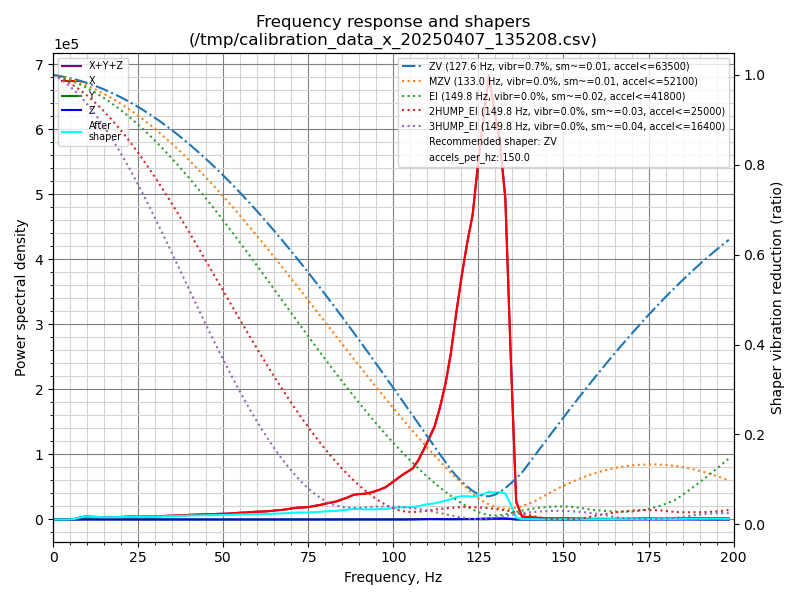 Frequency response and shapers
(/tmp/calibration_data_x_20250407_135208.csv)
1e5
7
6
5
4
3
2
1
0
Power spectral density
X+Y+Z
X
Y
Z
After
shaper
ZV (127.6 Hz, vibr=0.7%, sm~=0.01, accel<=63500)
MZV (133.0 Hz, vibr=0.0%, sm~=0.01, accel<=52100)
EI (149.8 Hz, vibr=0.0%, sm~=0.02, accel<=41800)
2HUMP_EI (149.8 Hz, vibr=0.0%, sm~=0.03, accel<=25000)
3HUMP_EI (149.8 Hz, vibr=0.0%, sm~=0.04, accel<=16400)
Recommended shaper: ZV
accels_per_hz: 150.0
1.0
0.8
0.6
0.4
0.2
0.0
Shaper vibration reduction (ratio)
0 25 50 75 100 125 150 175 200
Frequency, Hz